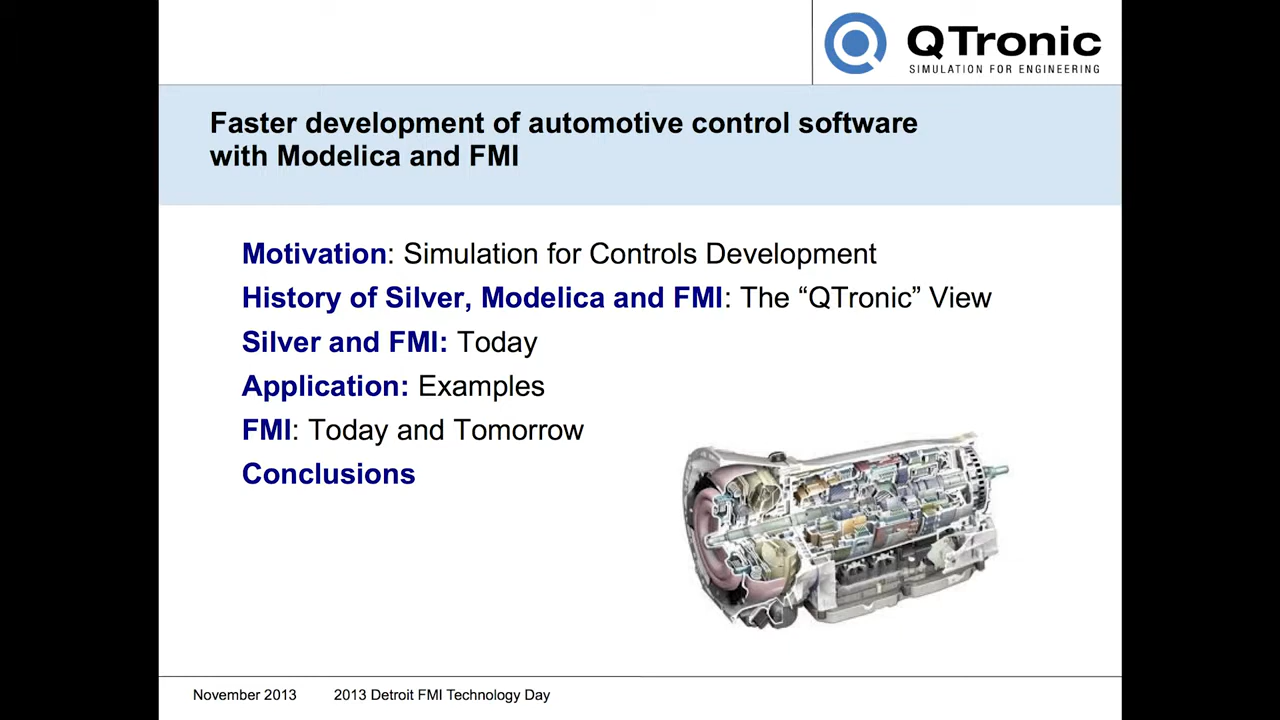 QTronic
SIMULATION FOR ENGINEERING
Faster development of automotive control software
with Modelica and FMI
Motivation: Simulation for Controls Development
History of Silver, Modelica and FMI: The “QTronic” View
Silver and FMI: Today
Application: Examples
FMI: Today and Tomorrow
Conclusions
November 2013 2013 Detroit FMI Technology Day